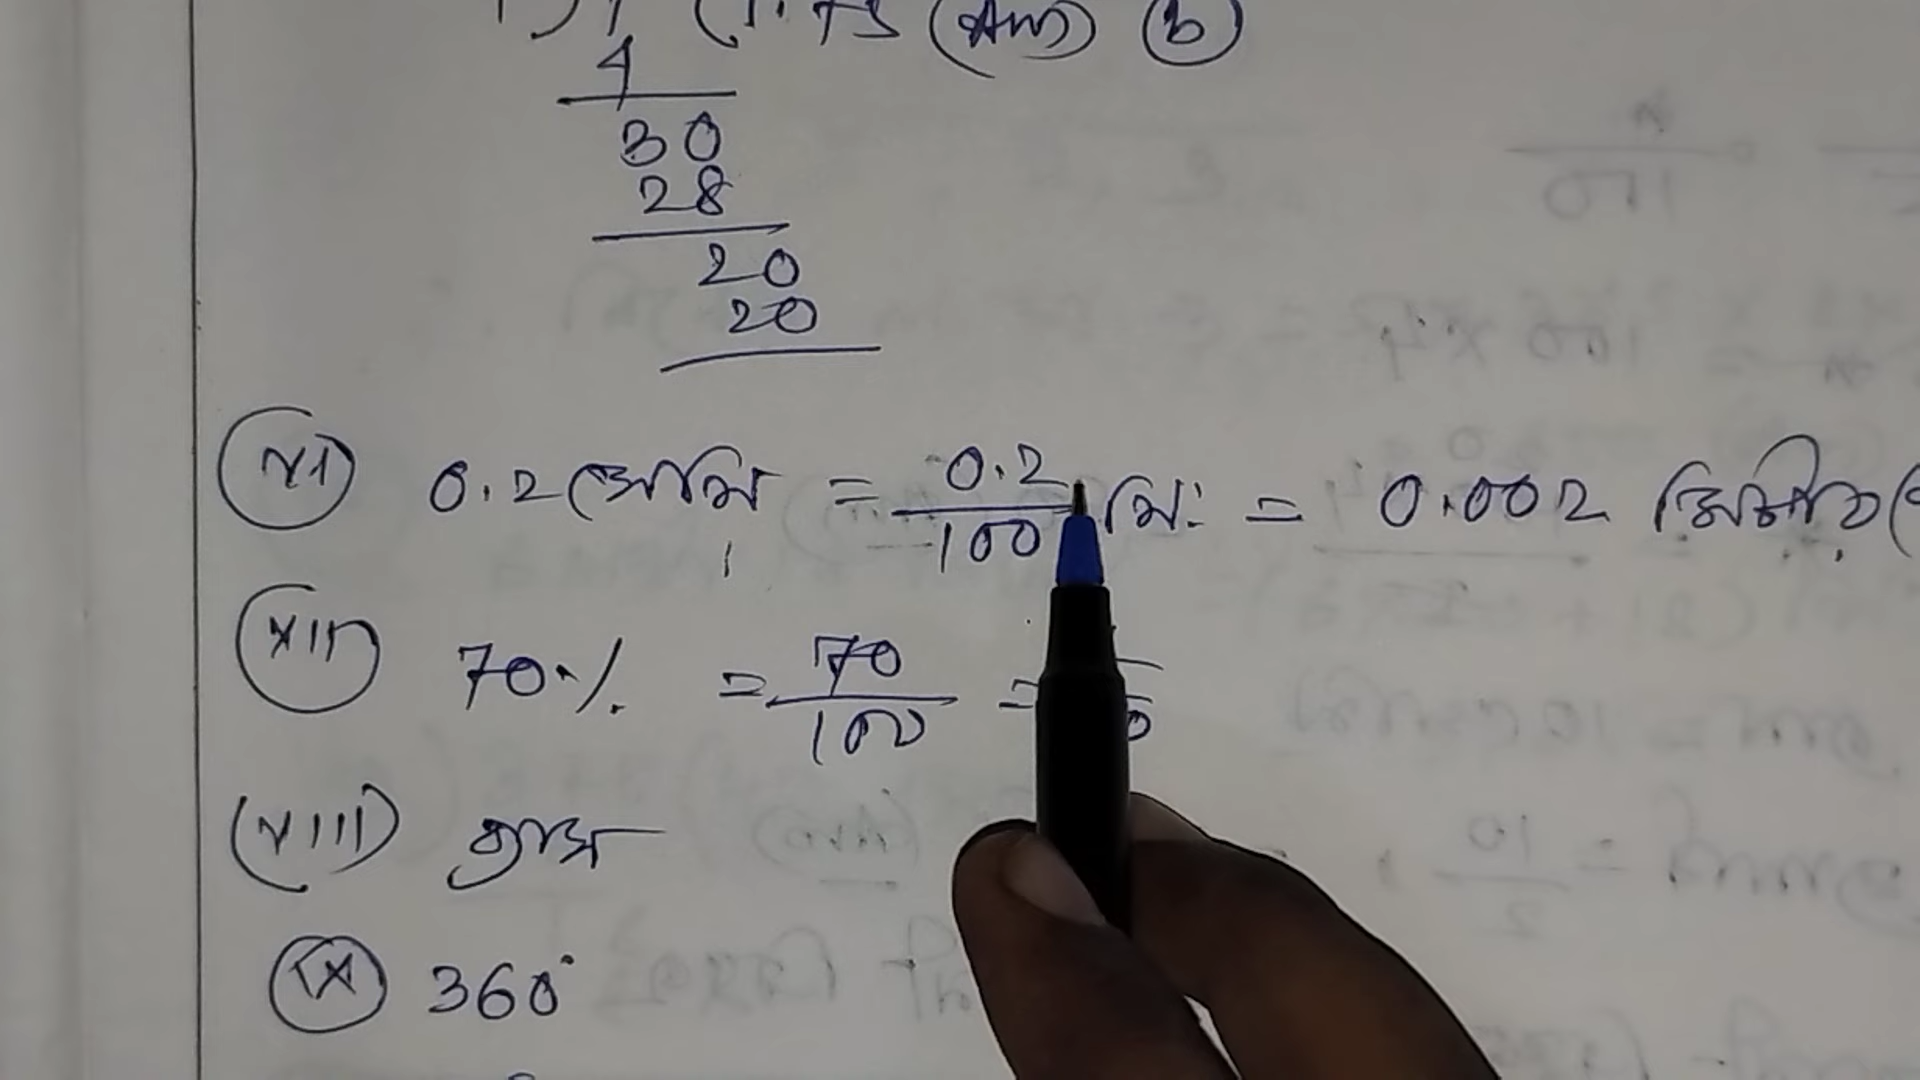 (1.75 (Ans) (b)
4
30
28
20
20
(vi) 0.2 সেমি = 0.2/100 মি: = 0.002 মিটার
(vii) 70% = 70/100 =
(viii) হ্রাস
(ix) 360°